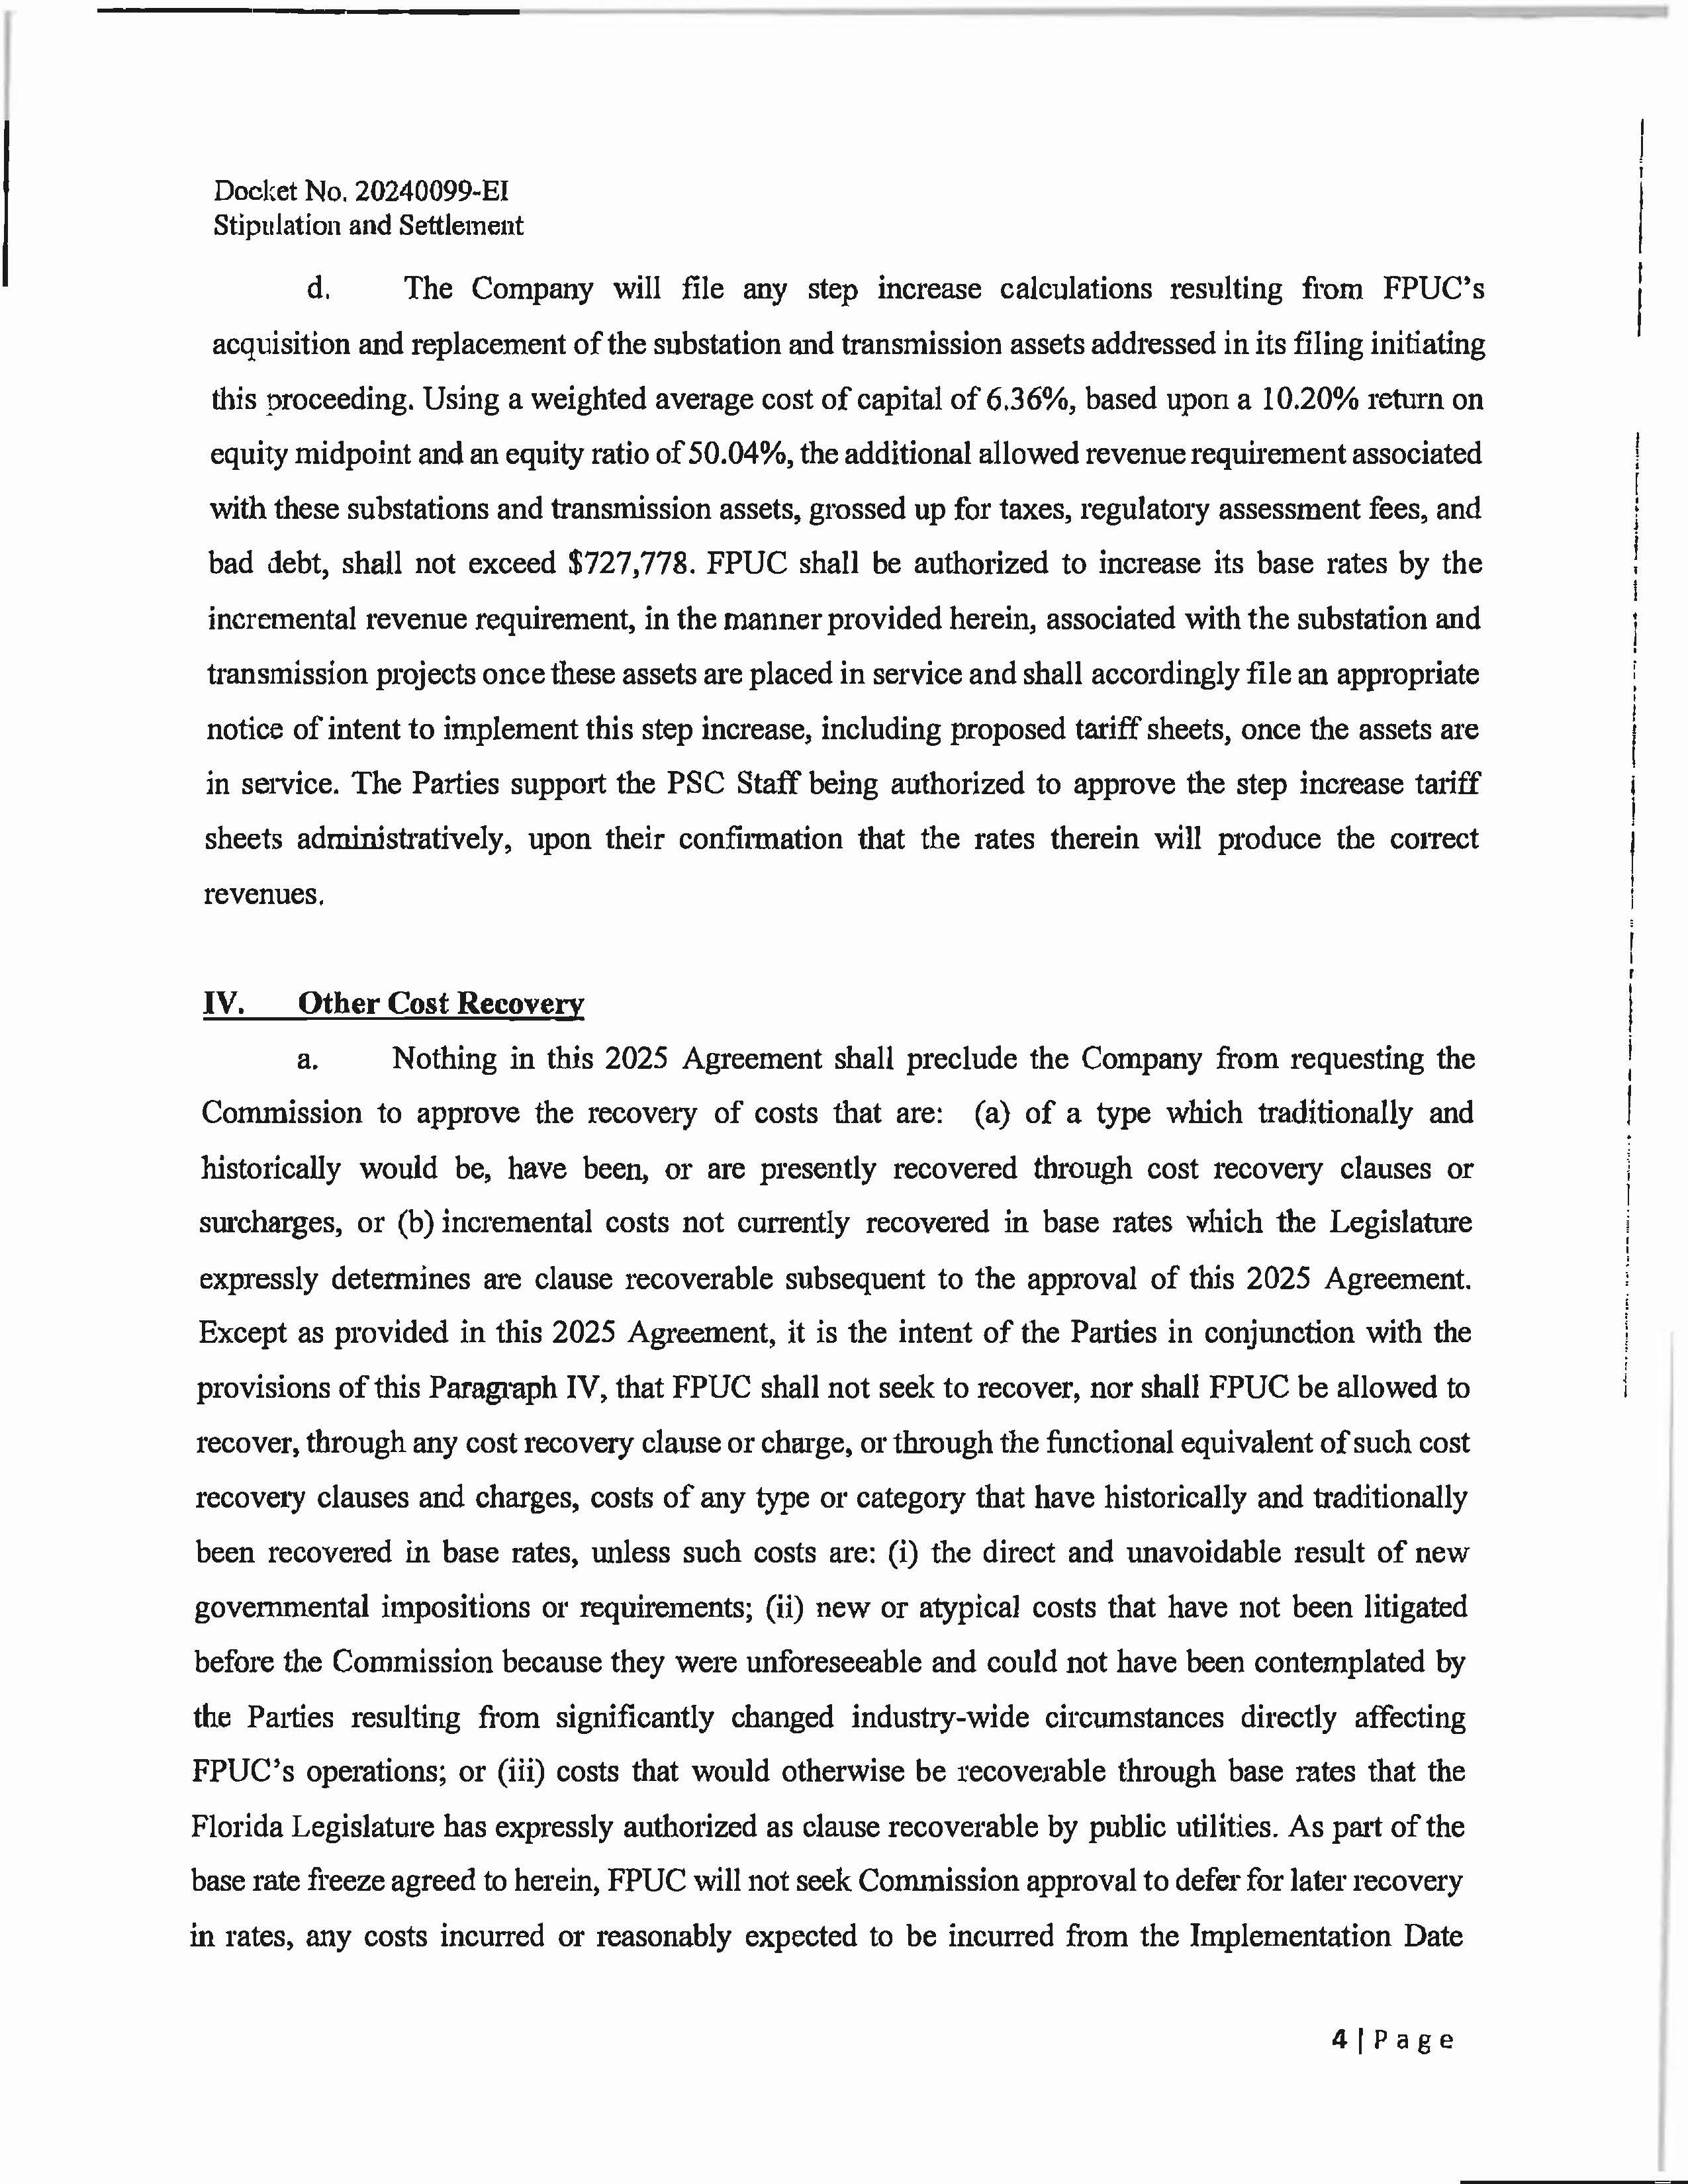 Docket No. 20240099-EI
Stipulation and Settlement
d. The Company will file any step increase calculations resulting from FPUC's
acquisition and replacement of the substation and transmission assets addressed in its filing initiating
this proceeding. Using a weighted average cost of capital of 6.36%, based upon a 10.20% return on
equity midpoint and an equity ratio of 50.04%, the additional allowed revenue requirement associated
with these substations and transmission assets, grossed up for taxes, regulatory assessment fees, and
bad debt, shall not exceed $727,778. FPUC shall be authorized to increase its base rates by the
incremental revenue requirement, in the manner provided herein, associated with the substation and
transmission projects once these assets are placed in service and shall accordingly file an appropriate
notice of intent to implement this step increase, including proposed tariff sheets, once the assets are
in service. The Parties support the PSC Staff being authorized to approve the step increase tariff
sheets administratively, upon their confirmation that the rates therein will produce the correct
revenues.
IV. Other Cost Recovery
a. Nothing in this 2025 Agreement shall preclude the Company from requesting the
Commission to approve the recovery of costs that are: (a) of a type which traditionally and
historically would be, have been, or are presently recovered through cost recovery clauses or
surcharges, or (b) incremental costs not currently recovered in base rates which the Legislature
expressly determines are clause recoverable subsequent to the approval of this 2025 Agreement.
Except as provided in this 2025 Agreement, it is the intent of the Parties in conjunction with the
provisions of this Paragraph IV, that FPUC shall not seek to recover, nor shall FPUC be allowed to
recover, through any cost recovery clause or charge, or through the functional equivalent of such cost
recovery clauses and charges, costs of any type or category that have historically and traditionally
been recovered in base rates, unless such costs are: (i) the direct and unavoidable result of new
governmental impositions or requirements; (ii) new or atypical costs that have not been litigated
before the Commission because they were unforeseeable and could not have been contemplated by
the Parties resulting from significantly changed industry-wide circumstances directly affecting
FPUC's operations; or (iii) costs that would otherwise be recoverable through base rates that the
Florida Legislature has expressly authorized as clause recoverable by public utilities. As part of the
base rate freeze agreed to herein, FPUC will not seek Commission approval to defer for later recovery
in rates, any costs incurred or reasonably expected to be incurred from the Implementation Date
4 | P a g e